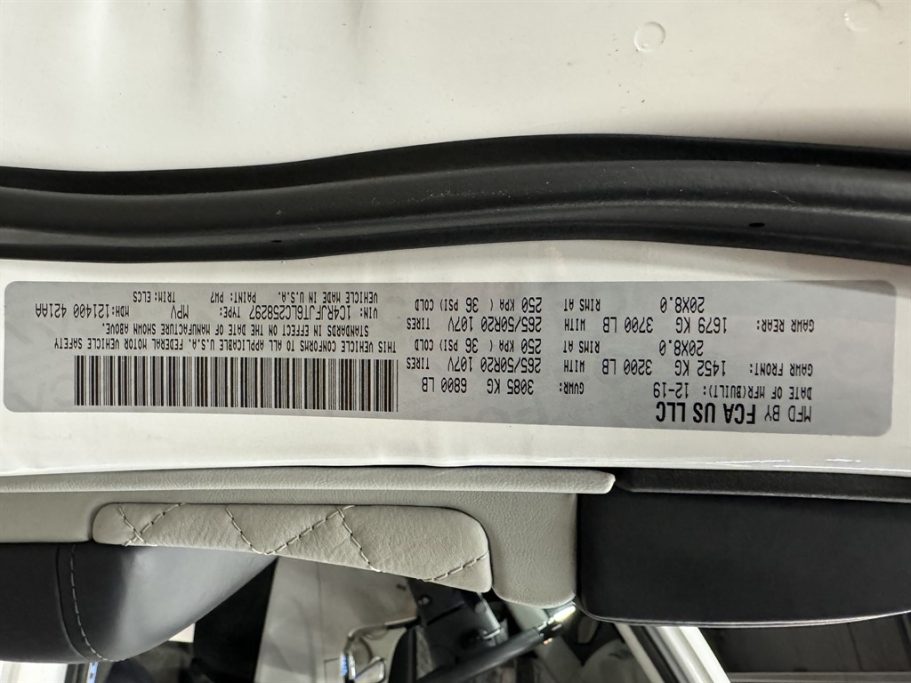 MFD BY FCA US LLC
DATE OF MFR(BUILT): 12-19 GVWR: 3085 KG 6800 LB
GAWR FRONT: 1452 KG 3200 LB WITH 265/50R20 107V TIRES
20X8.0 RIMS AT 250 KPA ( 36 PSI) COLD
GAWR REAR: 1679 KG 3700 LB WITH 265/50R20 107V TIRES
20X8.0 RIMS AT 250 KPA ( 36 PSI) COLD
THIS VEHICLE CONFORMS TO ALL APPLICABLE U.S.A. FEDERAL MOTOR VEHICLE SAFETY
STANDARDS IN EFFECT ON THE DATE OF MANUFACTURE SHOWN ABOVE.
VIN: 1C4RJFJT6LC258297 TYPE: MPV MDH:121400 421AA
VEHICLE MADE IN U.S.A. PAINT: PW7 TRIM: ELCS